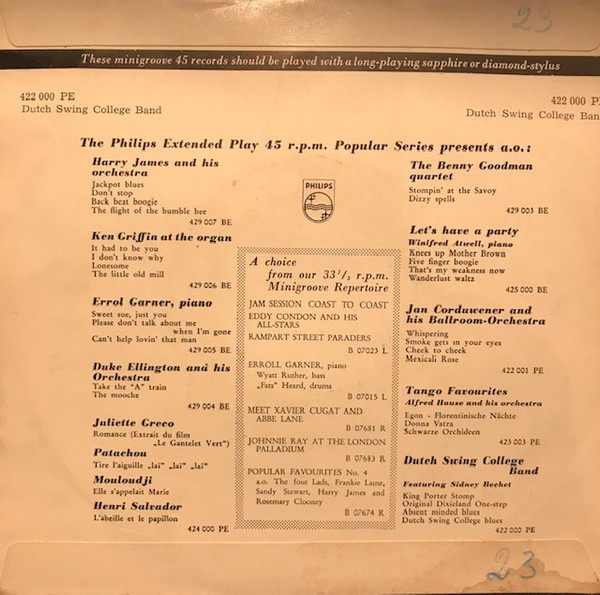 23
These minigroove 45 records should be played with a long-playing sapphire or diamond-stylus
422 000 PE
Dutch Swing College Band
422 000 PE
Dutch Swing College Ban
The Philips Extended Play 45 r.p.m. Popular Series presents a.o.:
Harry James and his
orchestra
Jackpot blues
Don't stop
Back beat boogie
The flight of the bumble bee
429 007 BE
Ken Griffin at the organ
It had to be you
I don't know why
Lonesome
The little old mill
429 006 BE
Errol Garner, piano
Sweet sue, just you
Please don't talk about me
when I'm gone
Can't help lovin' that man
429 005 BE
Duke Ellington and his
Orchestra
Take the "A" train
The mooche
429 004 BE
Juliette Greco
Romance (Extrait du film
„Le Gantelet Vert")
Patachou
Tire l'aiguille „laï" „laï" „laï"
Mouloudji
Elle s'appelait Marie
Henri Salvador
L'abeille et le papillon
424 000 PE
PHILIPS
A choice
from our 33 1/3 r.p.m.
Minigroove Repertoire
JAM SESSION COAST TO COAST
EDDY CONDON AND HIS
ALL-STARS
RAMPART STREET PARADERS
B 07023 L
ERROLL GARNER, piano
Wyatt Ruther, bass
„Fats" Heard, drums
B 07015 L
MEET XAVIER CUGAT AND
ABBE LANE
B 07681 R
JOHNNIE RAY AT THE LONDON
PALLADIUM
B 07683 R
POPULAR FAVOURITES No. 4
a.o. The four Lads, Frankie Laine,
Sandy Stewart, Harry James and
Rosemary Clooney
B 07674 R
The Benny Goodman
quartet
Stompin' at the Savoy
Dizzy spells
429 003 BE
Let's have a party
Winifred Atwell, piano
Knees up Mother Brown
Five finger boogie
That's my weakness now
Wanderlust waltz
425 000 BE
Jan Corduwener and
his Ballroom-Orchestra
Whispering
Smoke gets in your eyes
Cheek to cheek
Mexicali Rose
422 001 PE
Tango Favourites
Alfred Hause and his orchestra
Egon - Florentinische Nächte
Donna Vatra
Schwarze Orchideen
423 003 PE
Dutch Swing College
Band
Featuring Sidney Bechet
King Porter Stomp
Original Dixieland One-step
Absent minded blues
Dutch Swing College blues
422 000 PE
23